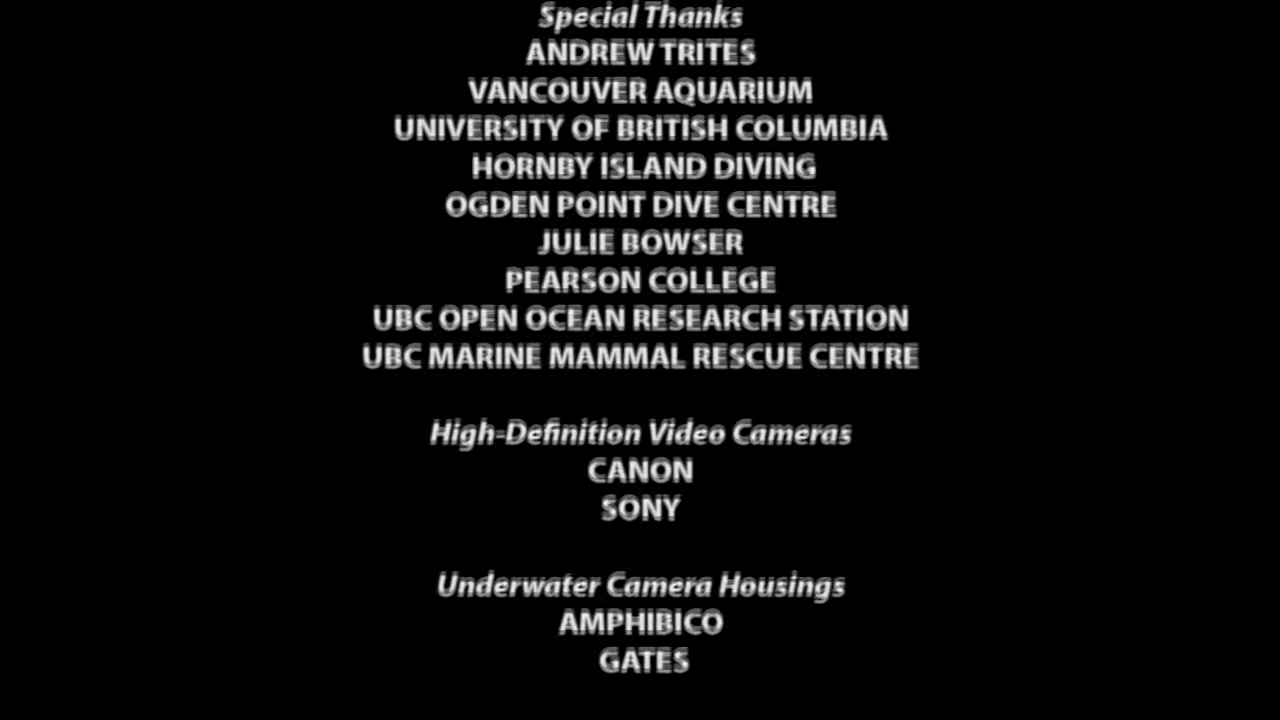 Special Thanks
ANDREW TRITES
VANCOUVER AQUARIUM
UNIVERSITY OF BRITISH COLUMBIA
HORNBY ISLAND DIVING
OGDEN POINT DIVE CENTRE
JULIE BOWSER
PEARSON COLLEGE
UBC OPEN OCEAN RESEARCH STATION
UBC MARINE MAMMAL RESCUE CENTRE
High-Definition Video Cameras
CANON
SONY
Underwater Camera Housings
AMPHIBICO
GATES